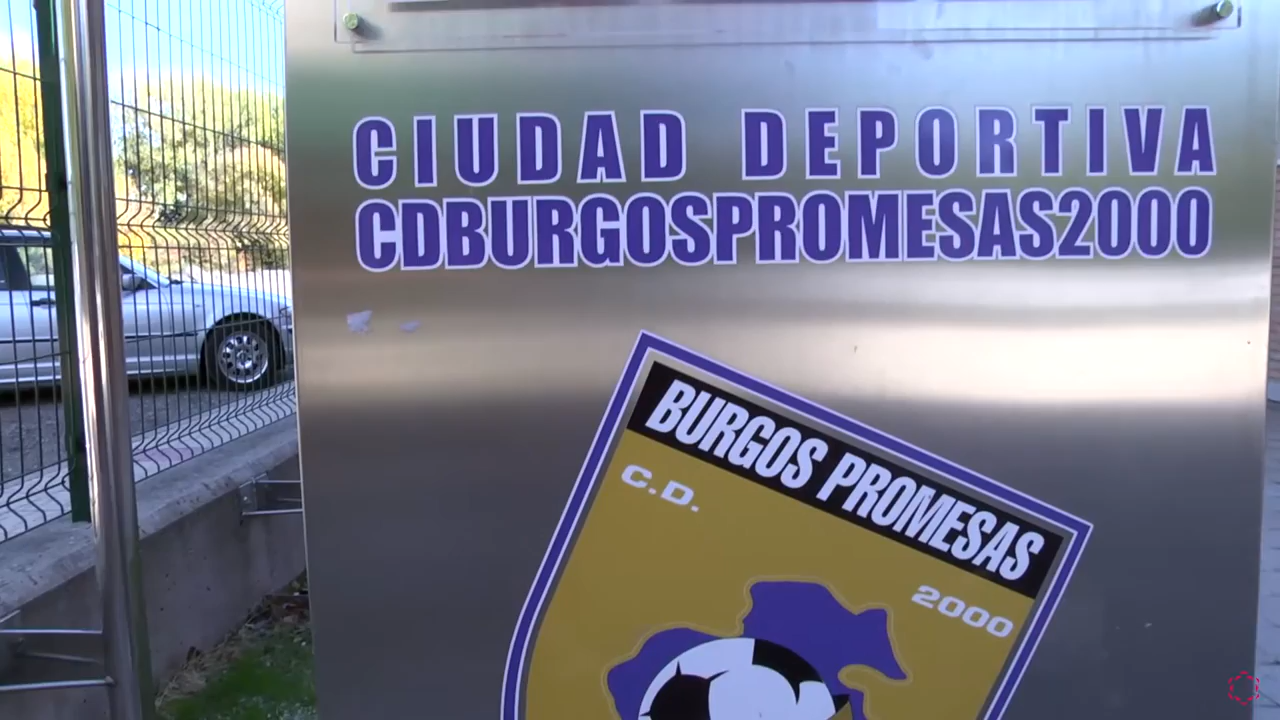 CIUDAD DEPORTIVA
CDBURGOSPROMESAS2000
BURGOS PROMESAS
C.D.
2000